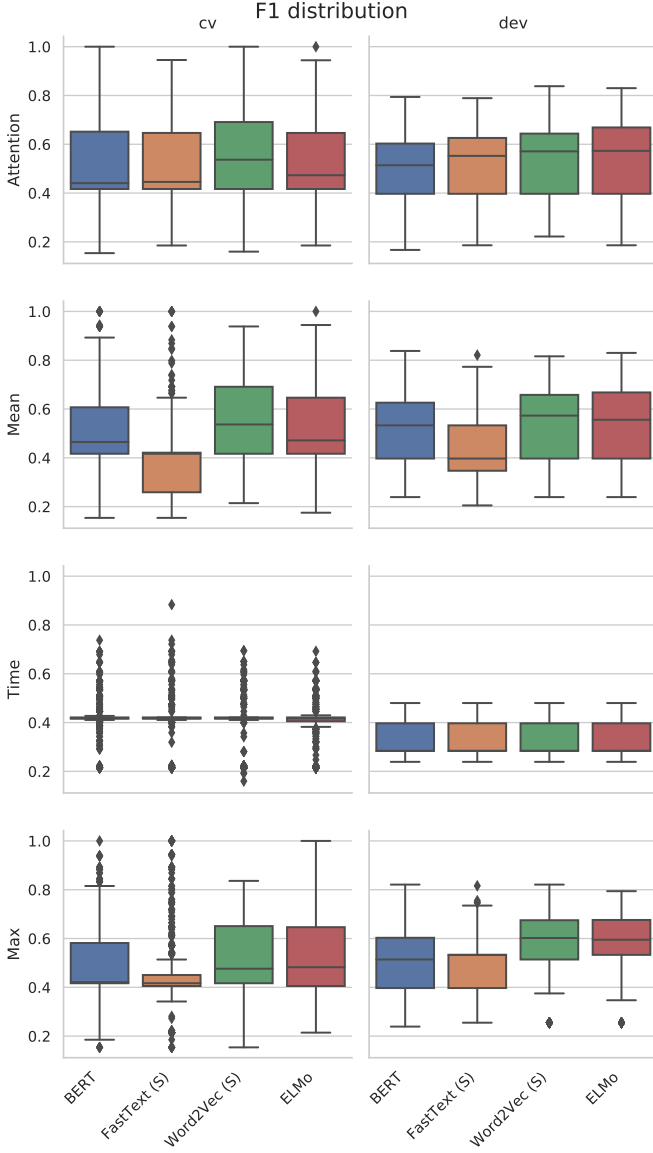 F1 distribution
cv
dev
Attention
1.0
0.8
0.6
0.4
0.2
Mean
1.0
0.8
0.6
0.4
0.2
Time
1.0
0.8
0.6
0.4
0.2
Max
1.0
0.8
0.6
0.4
0.2
BERT
FastText (S)
Word2Vec (S)
ELMo
BERT
FastText (S)
Word2Vec (S)
ELMo